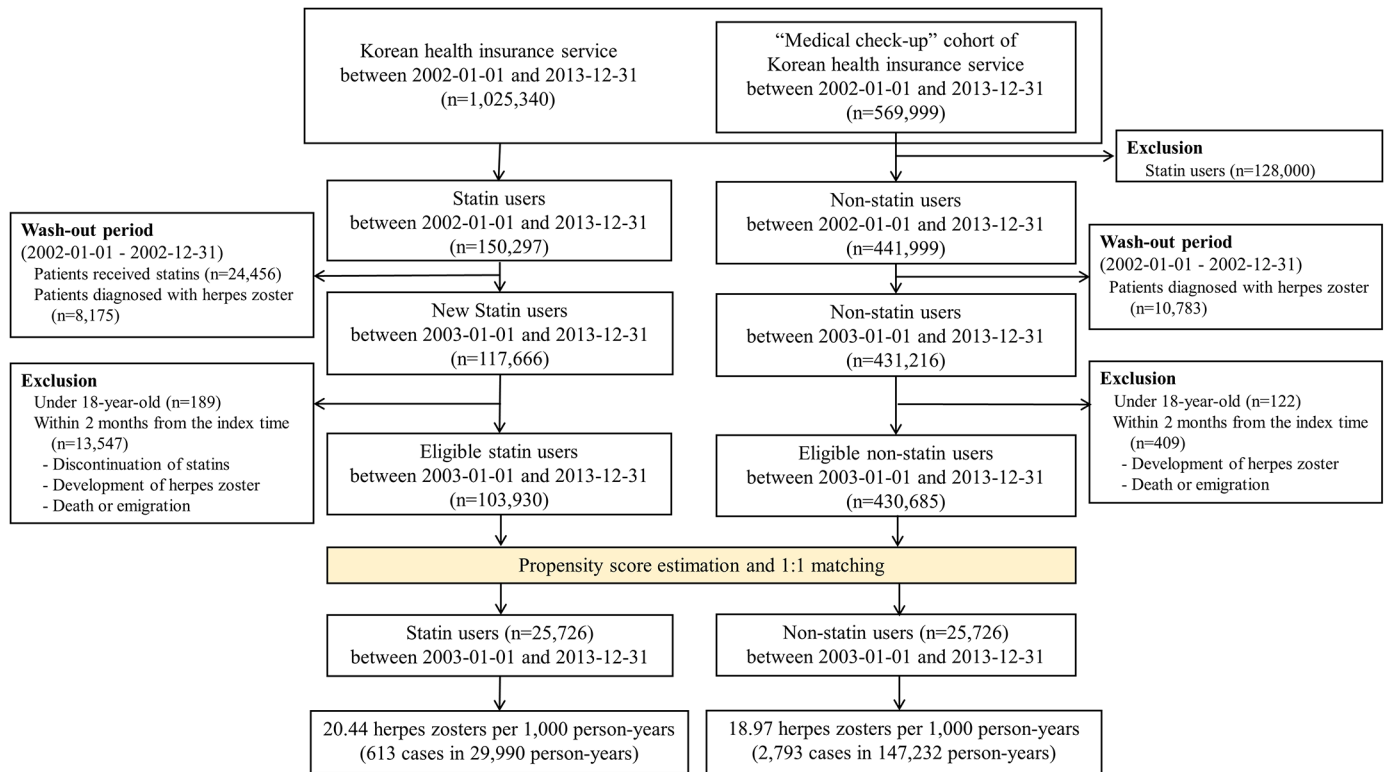 Korean health insurance service
between 2002-01-01 and 2013-12-31
(n=1,025,340)
“Medical check-up” cohort of
Korean health insurance service
between 2002-01-01 and 2013-12-31
(n=569,999)
Exclusion
Statin users (n=128,000)
Statin users
between 2002-01-01 and 2013-12-31
(n=150,297)
Non-statin users
between 2002-01-01 and 2013-12-31
(n=441,999)
Wash-out period
(2002-01-01 - 2002-12-31)
Patients received statins (n=24,456)
Patients diagnosed with herpes zoster
(n=8,175)
Wash-out period
(2002-01-01 - 2002-12-31)
Patients diagnosed with herpes zoster
(n=10,783)
New Statin users
between 2003-01-01 and 2013-12-31
(n=117,666)
Non-statin users
between 2003-01-01 and 2013-12-31
(n=431,216)
Exclusion
Under 18-year-old (n=189)
Within 2 months from the index time
(n=13,547)
- Discontinuation of statins
- Development of herpes zoster
- Death or emigration
Exclusion
Under 18-year-old (n=122)
Within 2 months from the index time
(n=409)
- Development of herpes zoster
- Death or emigration
Eligible statin users
between 2003-01-01 and 2013-12-31
(n=103,930)
Eligible non-statin users
between 2003-01-01 and 2013-12-31
(n=430,685)
Propensity score estimation and 1:1 matching
Statin users (n=25,726)
between 2003-01-01 and 2013-12-31
Non-statin users (n=25,726)
between 2003-01-01 and 2013-12-31
20.44 herpes zosters per 1,000 person-years
(613 cases in 29,990 person-years)
18.97 herpes zosters per 1,000 person-years
(2,793 cases in 147,232 person-years)